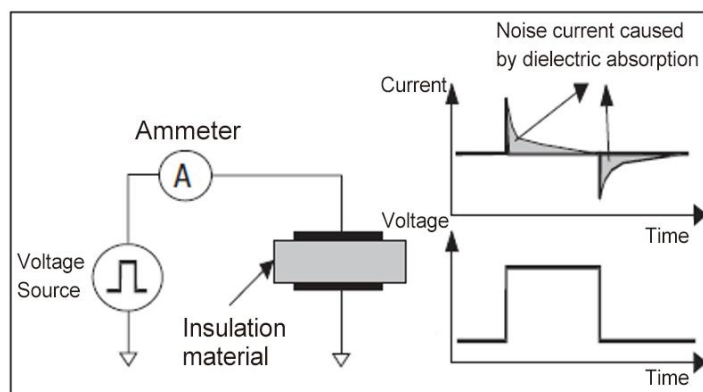 Noise current caused
by dielectric absorption
Current
Time
Ammeter
A
Voltage
Source
Insulation
material
Voltage
Time